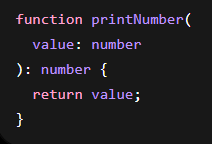 function printNumber(
  value: number
): number {
  return value;
}